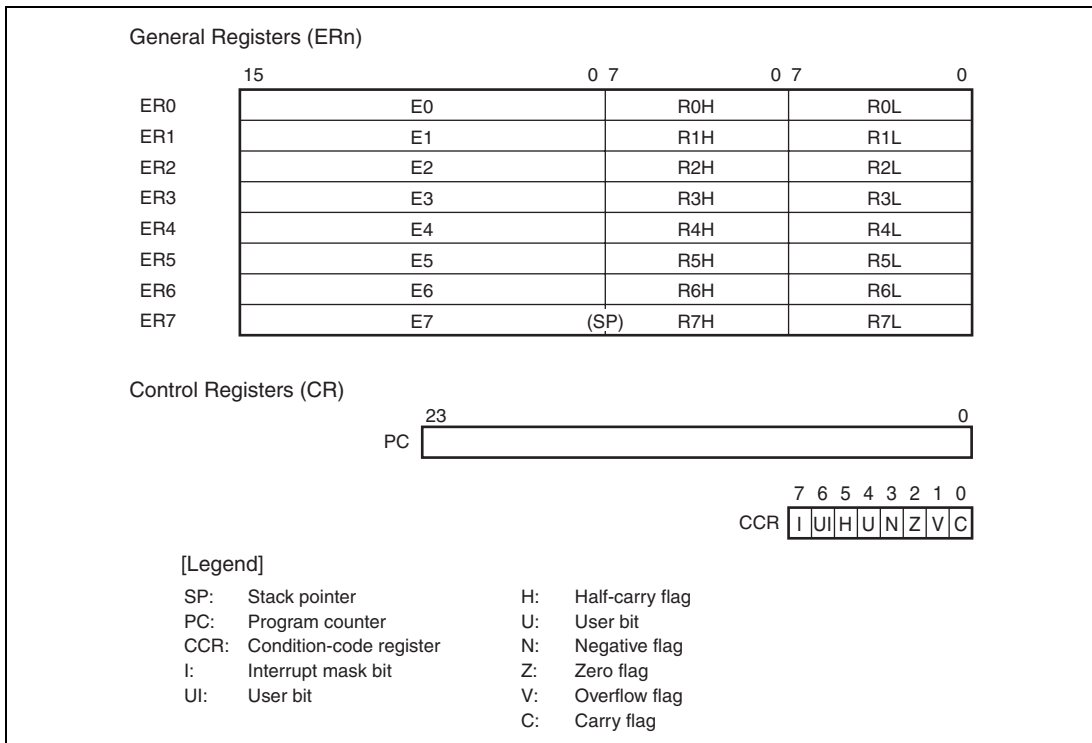 General Registers (ERn)
15 0 7 0 7 0
ER0 E0 R0H R0L
ER1 E1 R1H R1L
ER2 E2 R2H R2L
ER3 E3 R3H R3L
ER4 E4 R4H R4L
ER5 E5 R5H R5L
ER6 E6 R6H R6L
ER7 E7 (SP) R7H R7L
Control Registers (CR)
23 0
PC
7 6 5 4 3 2 1 0
CCR I UI H U N Z V C
[Legend]
SP: Stack pointer
PC: Program counter
CCR: Condition-code register
I: Interrupt mask bit
UI: User bit
H: Half-carry flag
U: User bit
N: Negative flag
Z: Zero flag
V: Overflow flag
C: Carry flag